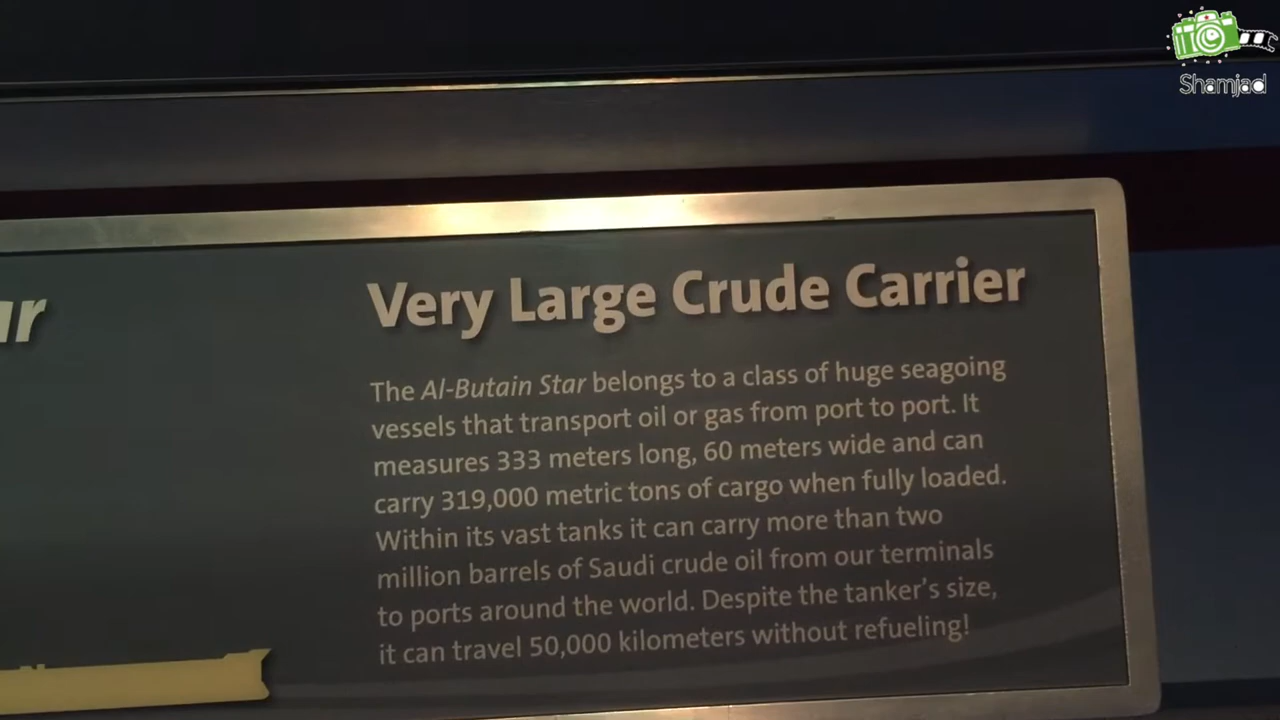 Shamjad
Very Large Crude Carrier
The Al-Butain Star belongs to a class of huge seagoing
vessels that transport oil or gas from port to port. It
measures 333 meters long, 60 meters wide and can
carry 319,000 metric tons of cargo when fully loaded.
Within its vast tanks it can carry more than two
million barrels of Saudi crude oil from our terminals
to ports around the world. Despite the tanker's size,
it can travel 50,000 kilometers without refueling!